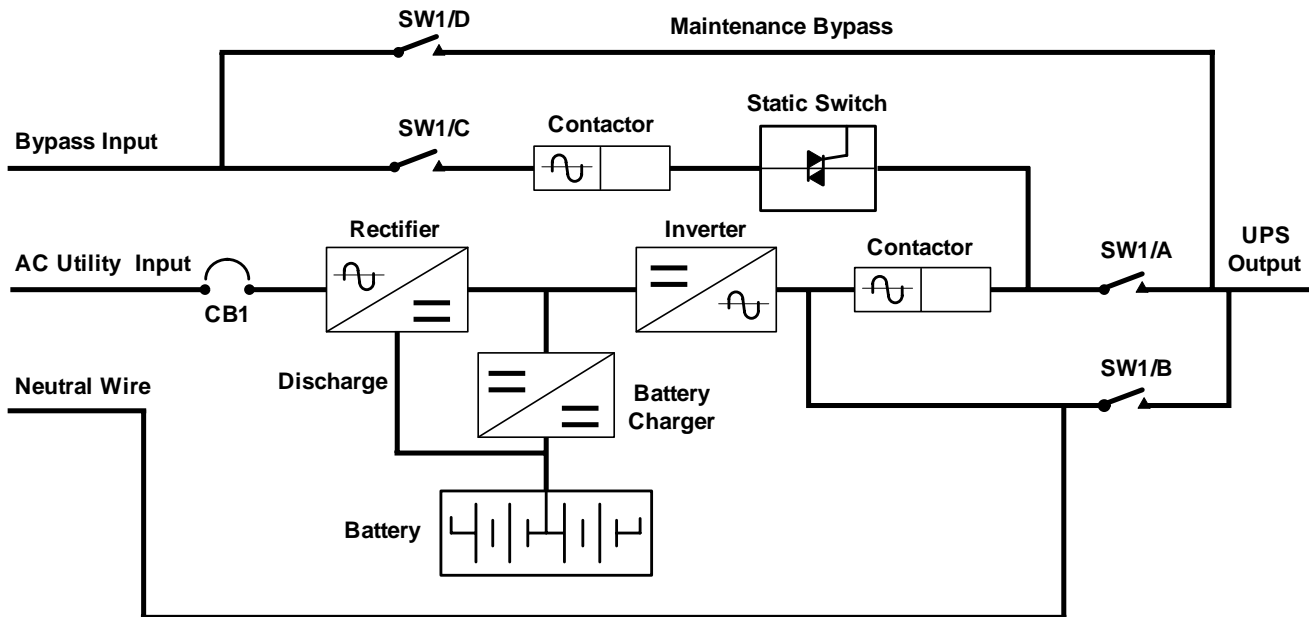 SW1/D
Maintenance Bypass
Static Switch
SW1/C
Contactor
Bypass Input
Rectifier
Inverter
Contactor
SW1/A
UPS
Output
AC Utility Input
CB1
Discharge
Battery
Charger
SW1/B
Neutral Wire
Battery